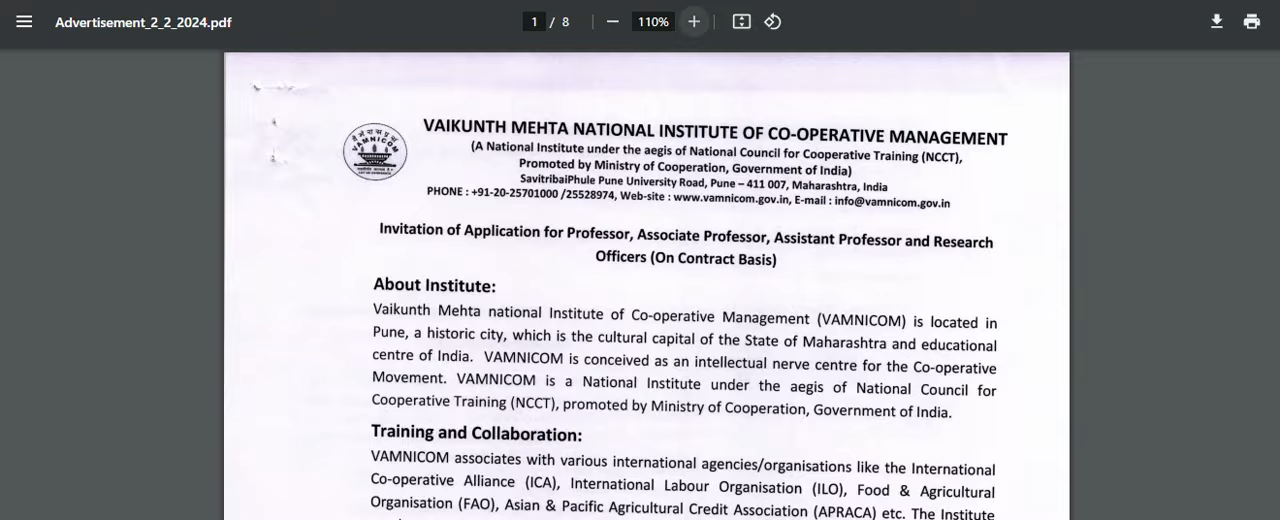 Advertisement_2_2_2024.pdf
1 / 8
110%
VAMNICOM
VAIKUNTH MEHTA NATIONAL INSTITUTE OF CO-OPERATIVE MANAGEMENT
(A National Institute under the aegis of National Council for Cooperative Training (NCCT),
Promoted by Ministry of Cooperation, Government of India)
SavitribaiPhule Pune University Road, Pune – 411 007, Maharashtra, India
PHONE : +91-20-25701000 /25528974, Web-site : www.vamnicom.gov.in, E-mail : info@vamnicom.gov.in
Invitation of Application for Professor, Associate Professor, Assistant Professor and Research
Officers (On Contract Basis)
About Institute:
Vaikunth Mehta national Institute of Co-operative Management (VAMNICOM) is located in
Pune, a historic city, which is the cultural capital of the State of Maharashtra and educational
centre of India. VAMNICOM is conceived as an intellectual nerve centre for the Co-operative
Movement. VAMNICOM is a National Institute under the aegis of National Council for
Cooperative Training (NCCT), promoted by Ministry of Cooperation, Government of India.
Training and Collaboration:
VAMNICOM associates with various international agencies/organisations like the International
Co-operative Alliance (ICA), International Labour Organisation (ILO), Food & Agricultural
Organisation (FAO), Asian & Pacific Agricultural Credit Association (APRACA) etc. The Institute